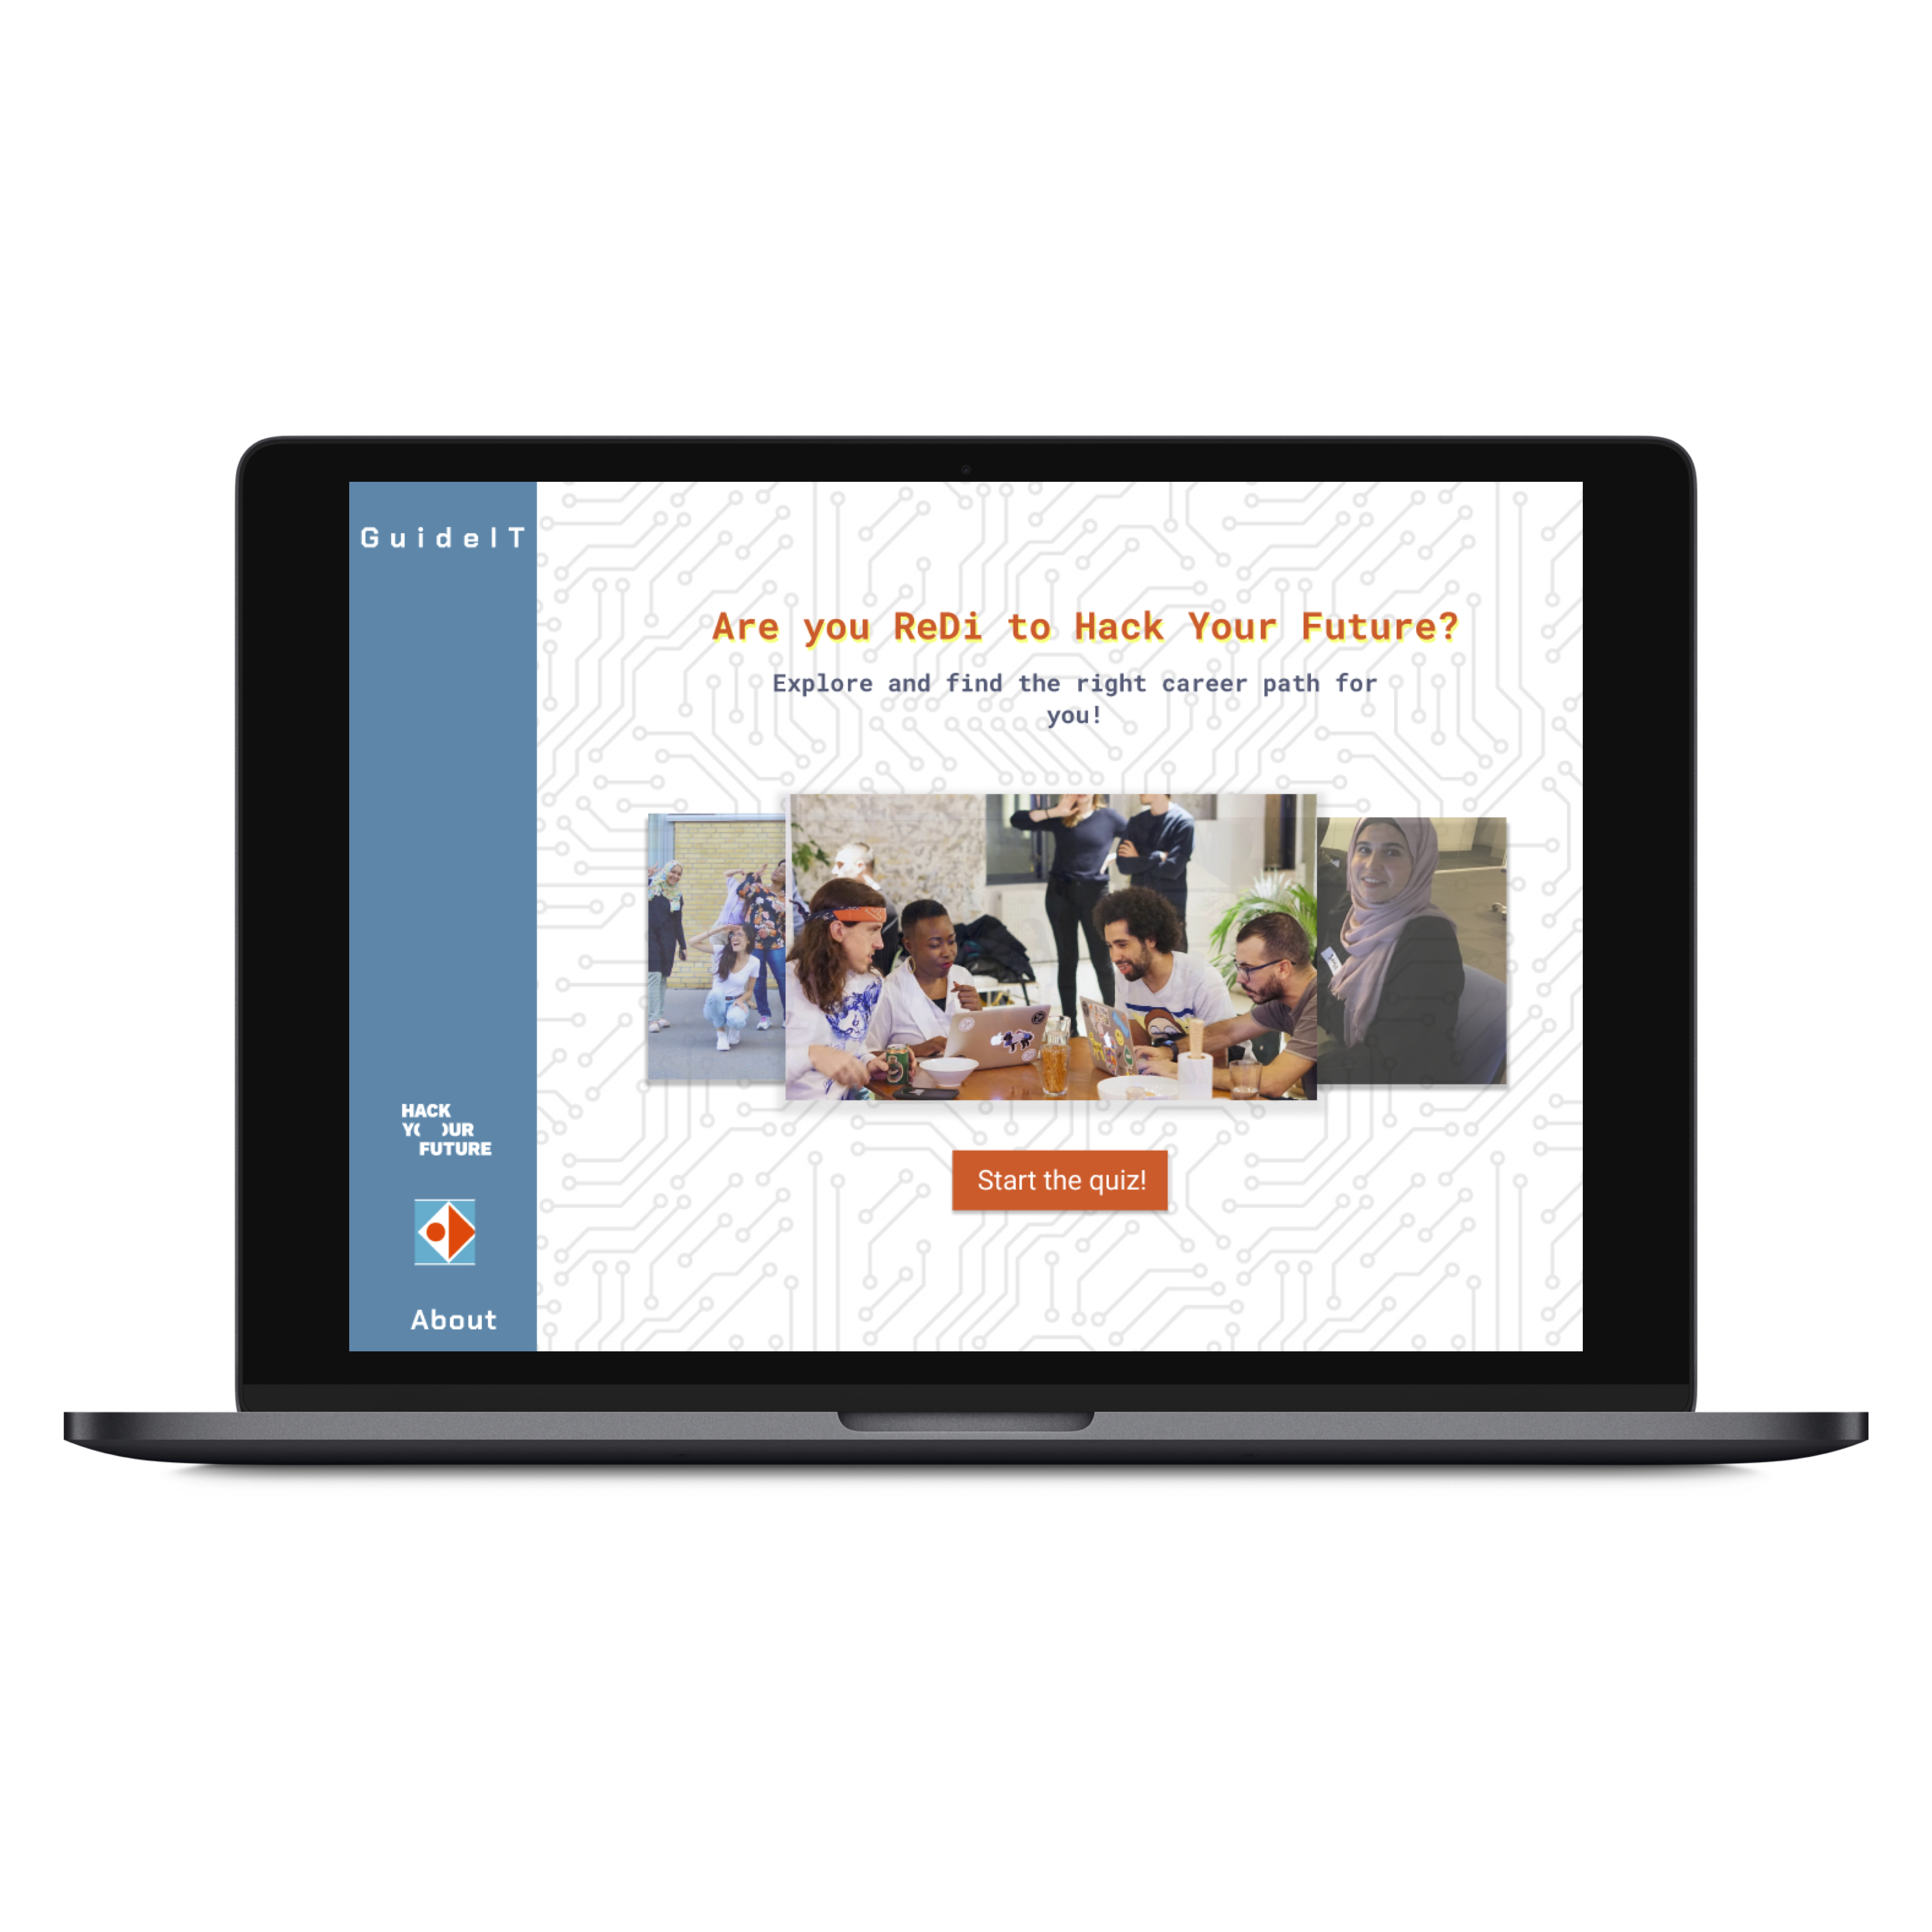 GuideIT
Are you ReDi to Hack Your Future?
Explore and find the right career path for
you!
Start the quiz!
HACK
Y( )UR
FUTURE
About